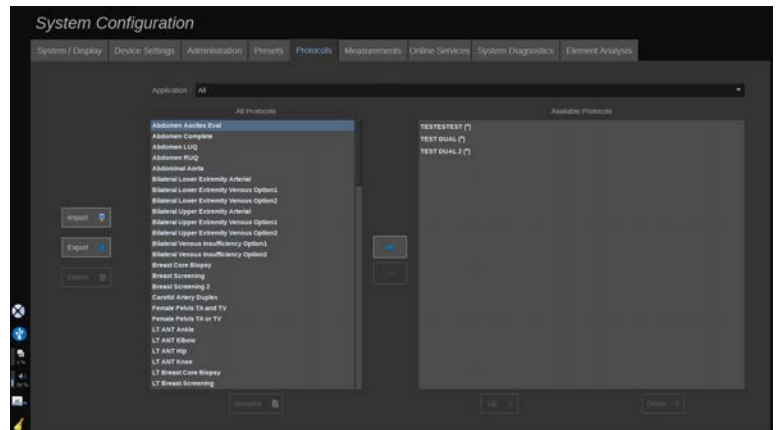 System Configuration
System / Display Device Settings Administration Presets Protocols Measurements Online Services System Diagnostics Element Analysis
Application : All
All Protocols
Available Protocols
Abdomen Ascites Eval
Abdomen Complete
Abdomen LUQ
Abdomen RUQ
Abdominal Aorta
Bilateral Lower Extremity Arterial
Bilateral Lower Extremity Venous Option1
Bilateral Lower Extremity Venous Option2
Bilateral Upper Extremity Arterial
Bilateral Upper Extremity Venous Option1
Bilateral Upper Extremity Venous Option2
Bilateral Venous Insufficiency Option1
Bilateral Venous Insufficiency Option2
Breast Core Biopsy
Breast Screening
Breast Screening 2
Carotid Artery Duplex
Female Pelvis TA and TV
Female Pelvis TA or TV
LT ANT Ankle
LT ANT Elbow
LT ANT Hip
LT ANT Knee
LT Breast Core Biopsy
LT Breast Screening
TESTESTEST (*)
TEST DUAL (*)
TEST DUAL 2 (*)
Import
Export
Delete
Rename
Up
Down